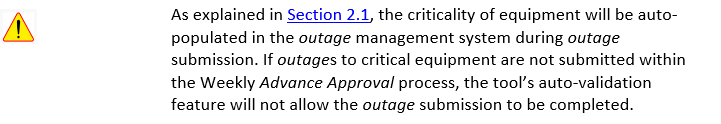 As explained in Section 2.1, the criticality of equipment will be auto-
populated in the outage management system during outage
submission. If outages to critical equipment are not submitted within
the Weekly Advance Approval process, the tool's auto-validation
feature will not allow the outage submission to be completed.